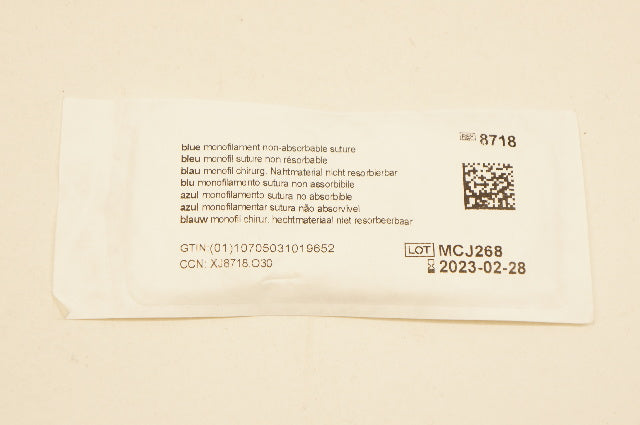 blue monofilament non-absorbable suture
bleu monofil suture non résorbable
blau monofil chirurg. Nahtmaterial nicht resorbierbar
blu monofilamento sutura non assorbibile
azul monofilamento sutura no absorbible
azul monofilamentar sutura não absorvível
blauw monofil chirur. hechtmateriaal niet resorbeerbaar
GTIN:(01)10705031019652
CCN: XJ8718.O30
REF 8718
LOT MCJ268
2023-02-28